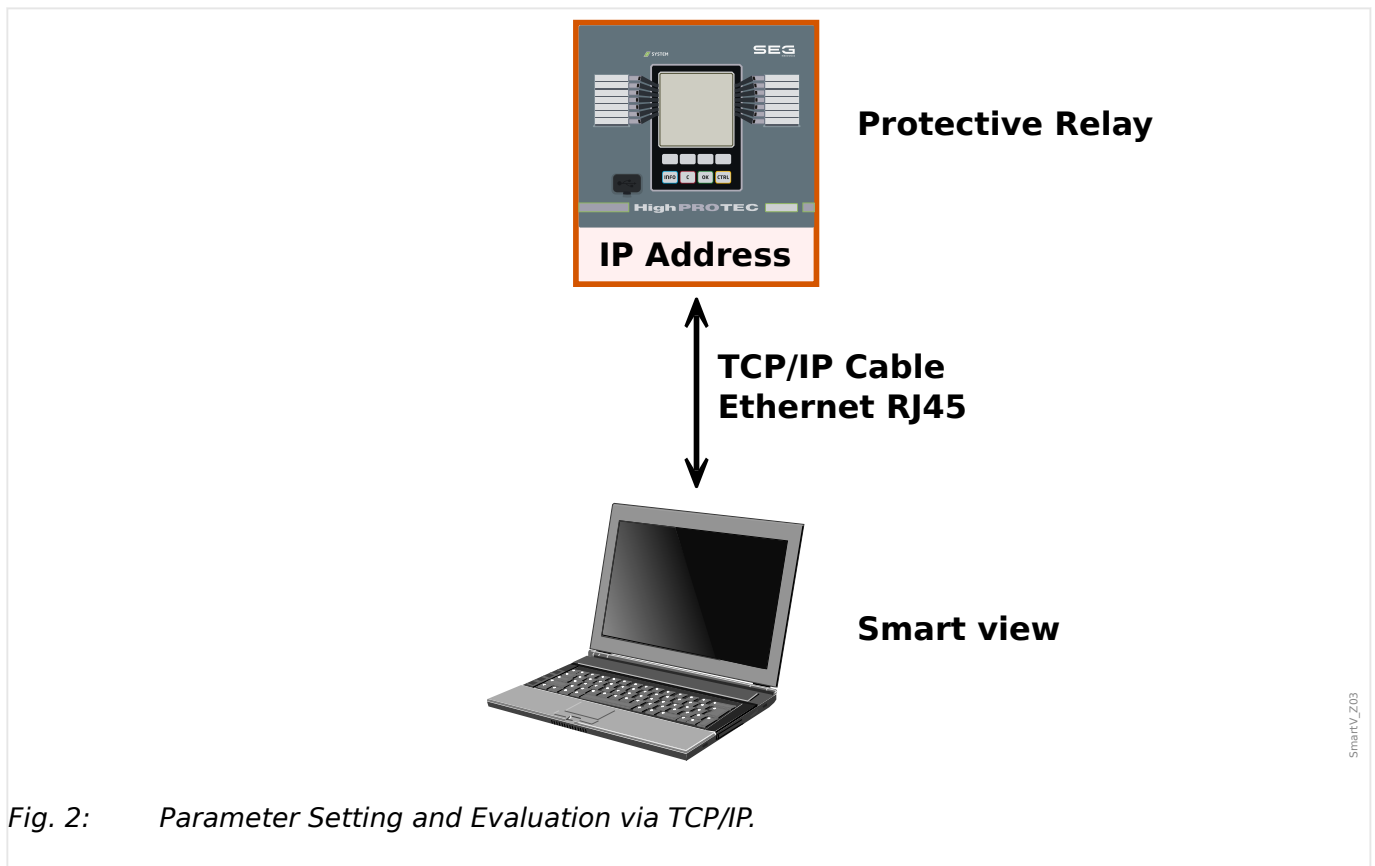 SYSTEM
SEG
Protective Relay
INFO C OK CTRL
HighPROTEC
IP Address
TCP/IP Cable
Ethernet RJ45
Smart view
SmartV_Z03
Fig. 2: Parameter Setting and Evaluation via TCP/IP.